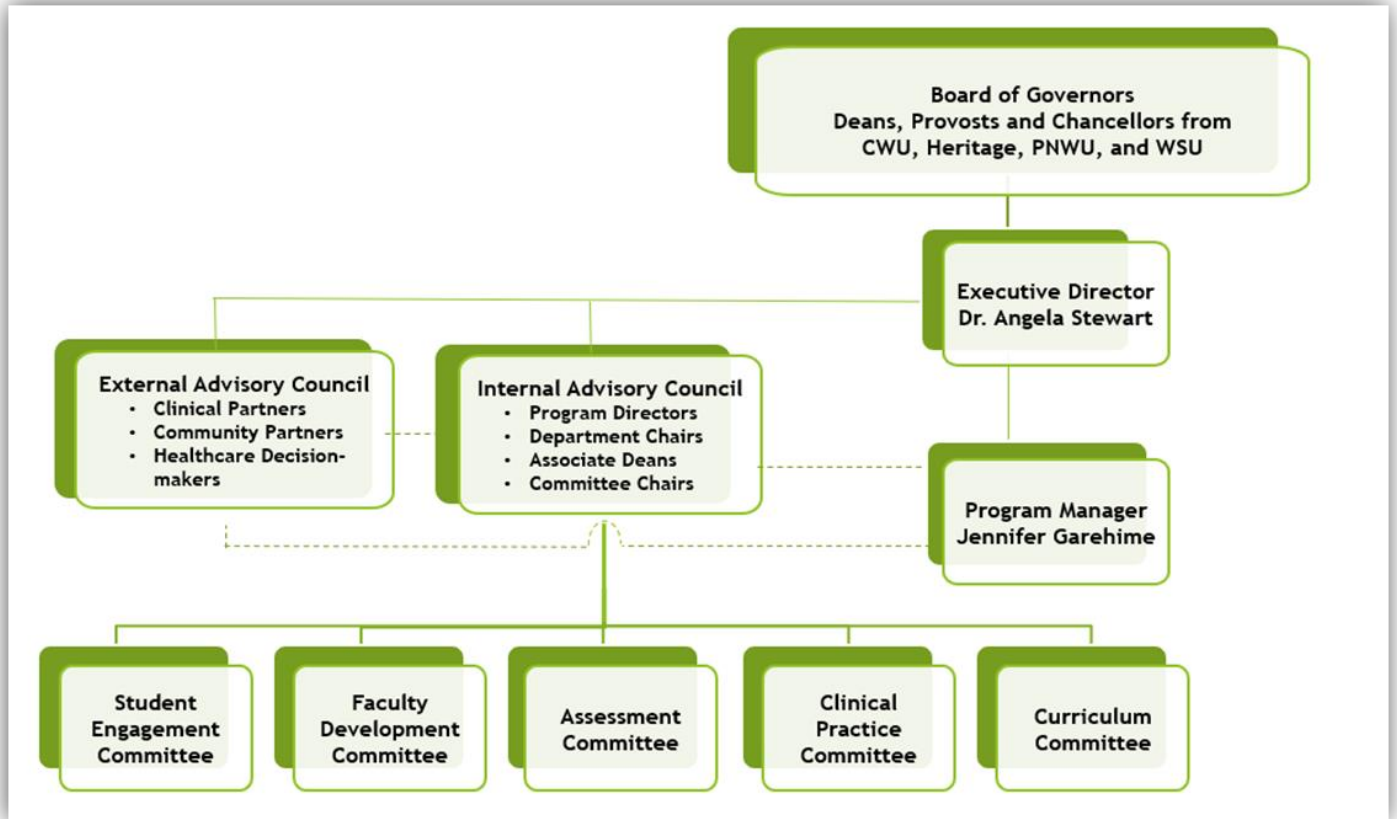 Board of Governors
Deans, Provosts and Chancellors from
CWU, Heritage, PNWU, and WSU
Executive Director
Dr. Angela Stewart
External Advisory Council
• Clinical Partners
• Community Partners
• Healthcare Decision-
makers
Internal Advisory Council
• Program Directors
• Department Chairs
• Associate Deans
• Committee Chairs
Program Manager
Jennifer Garehime
Student
Engagement
Committee
Faculty
Development
Committee
Assessment
Committee
Clinical
Practice
Committee
Curriculum
Committee